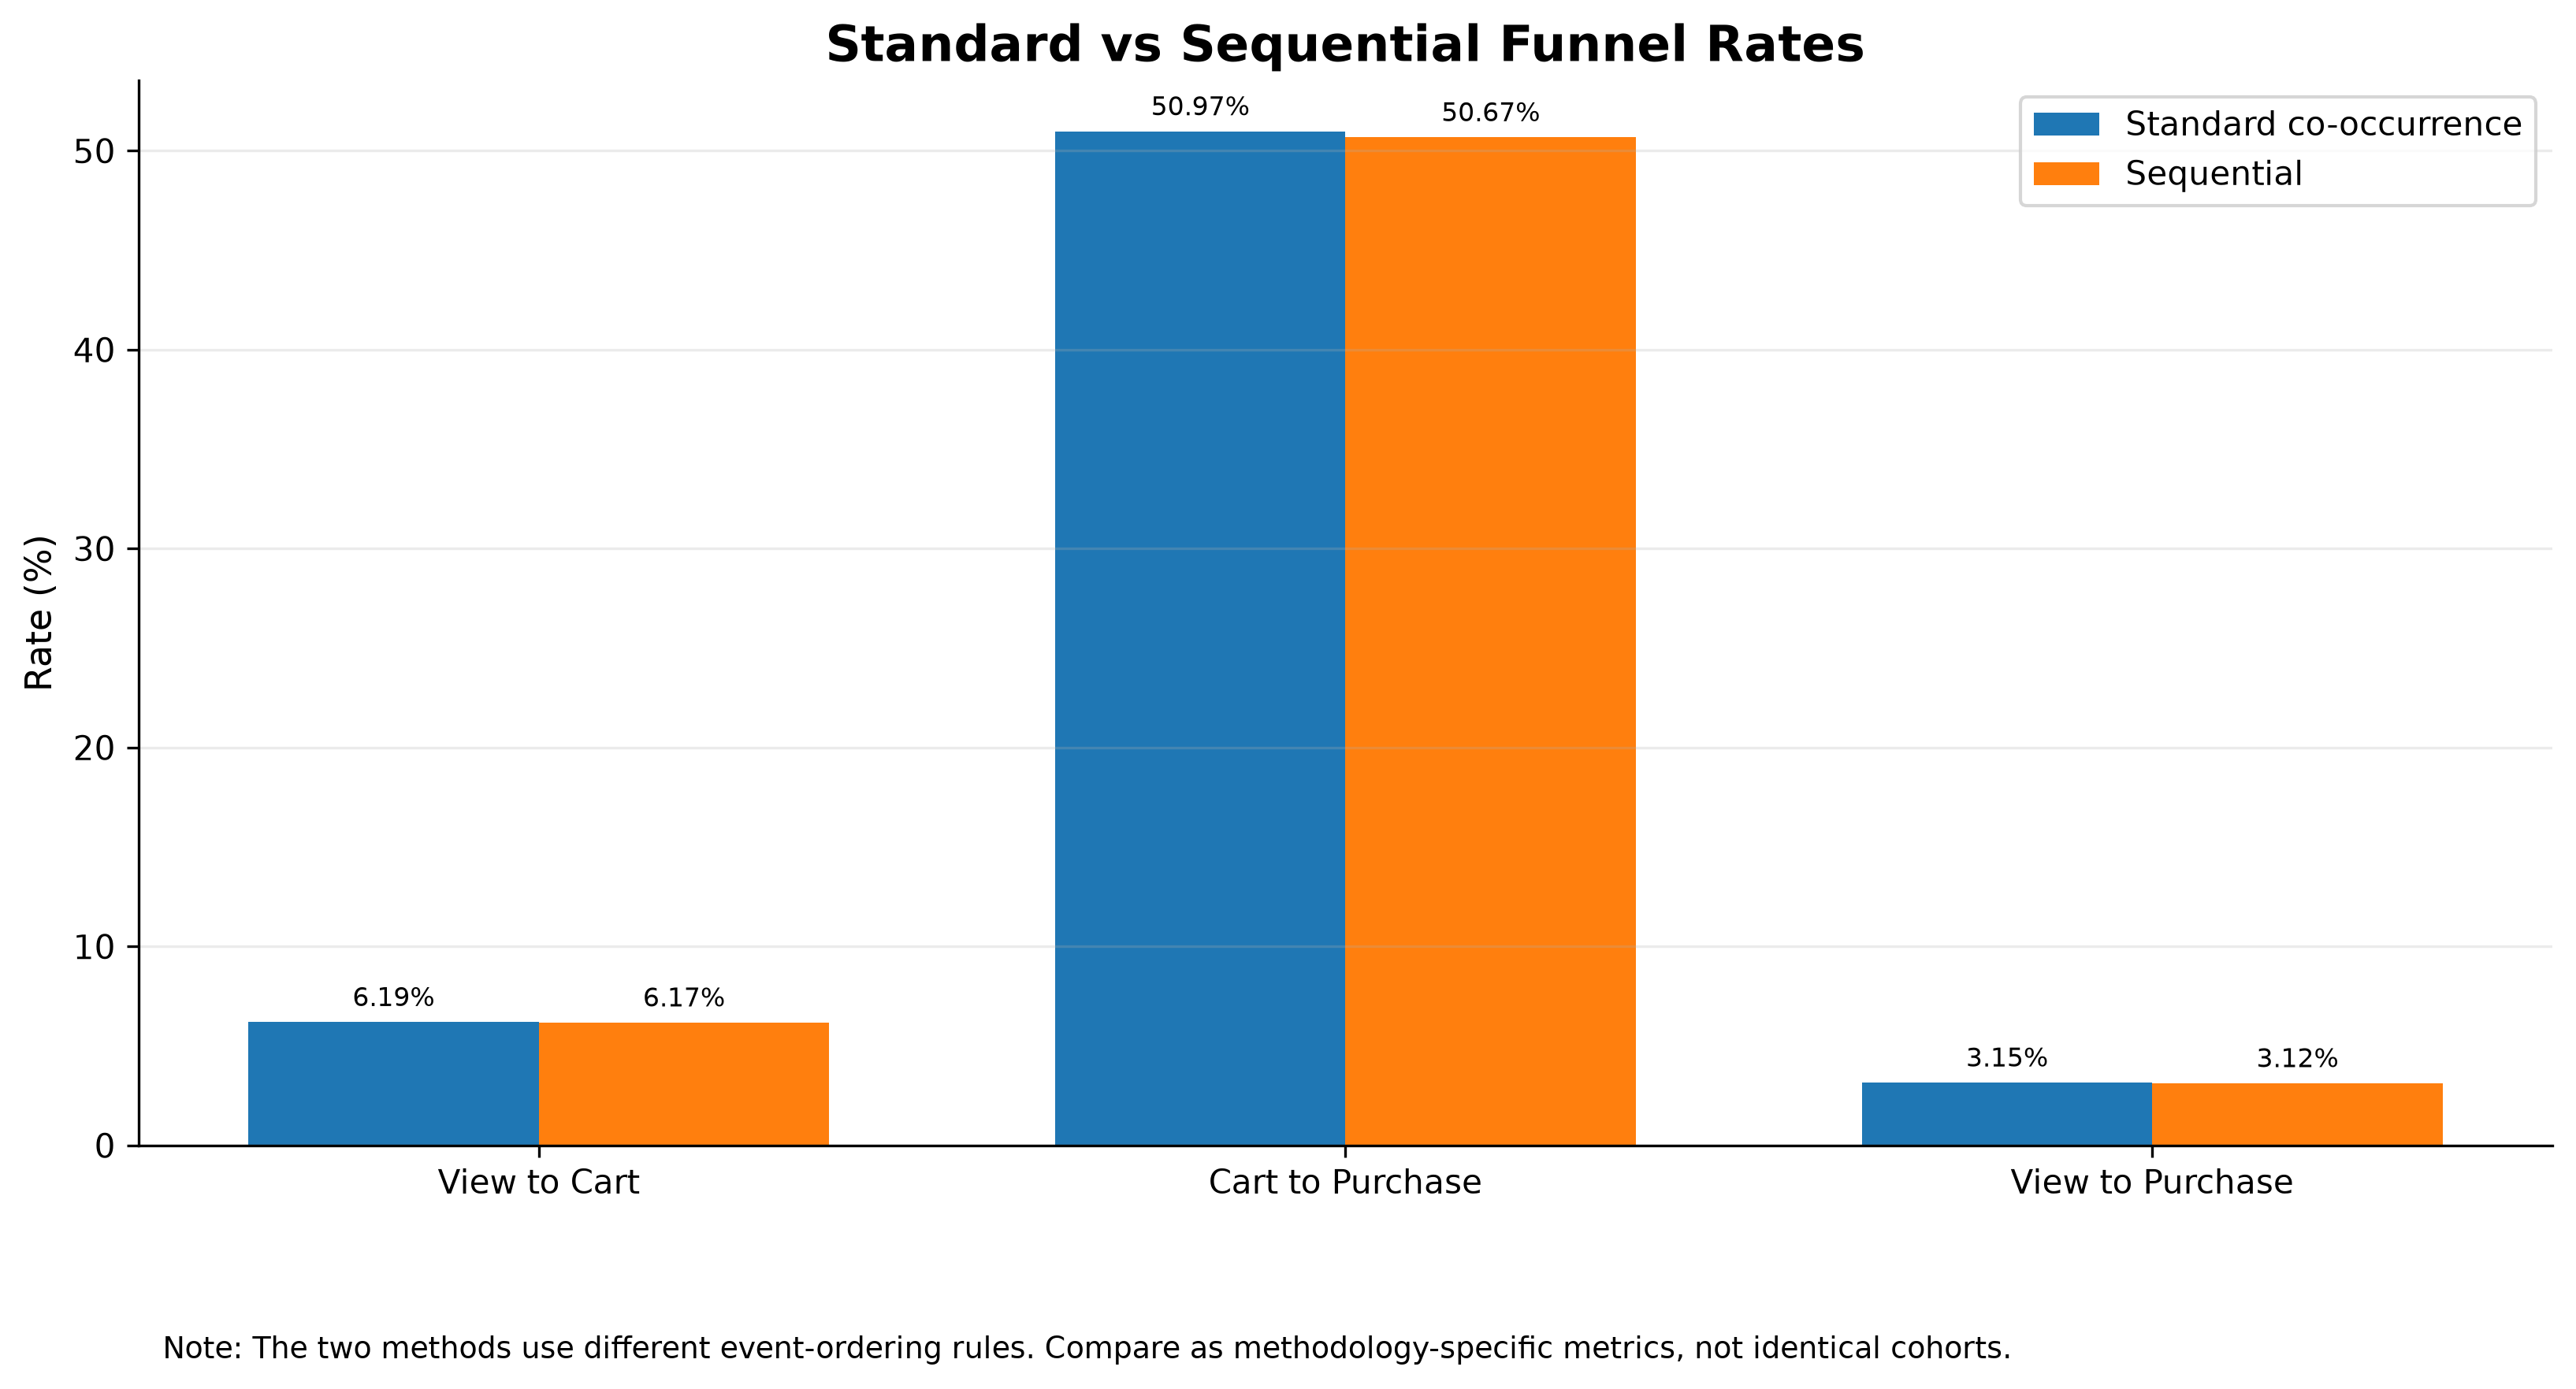 Standard vs Sequential Funnel Rates
Standard co-occurrence
Sequential
Rate (%)
50
40
30
20
10
0
6.19%
6.17%
50.97%
50.67%
3.15%
3.12%
View to Cart
Cart to Purchase
View to Purchase
Note: The two methods use different event-ordering rules. Compare as methodology-specific metrics, not identical cohorts.